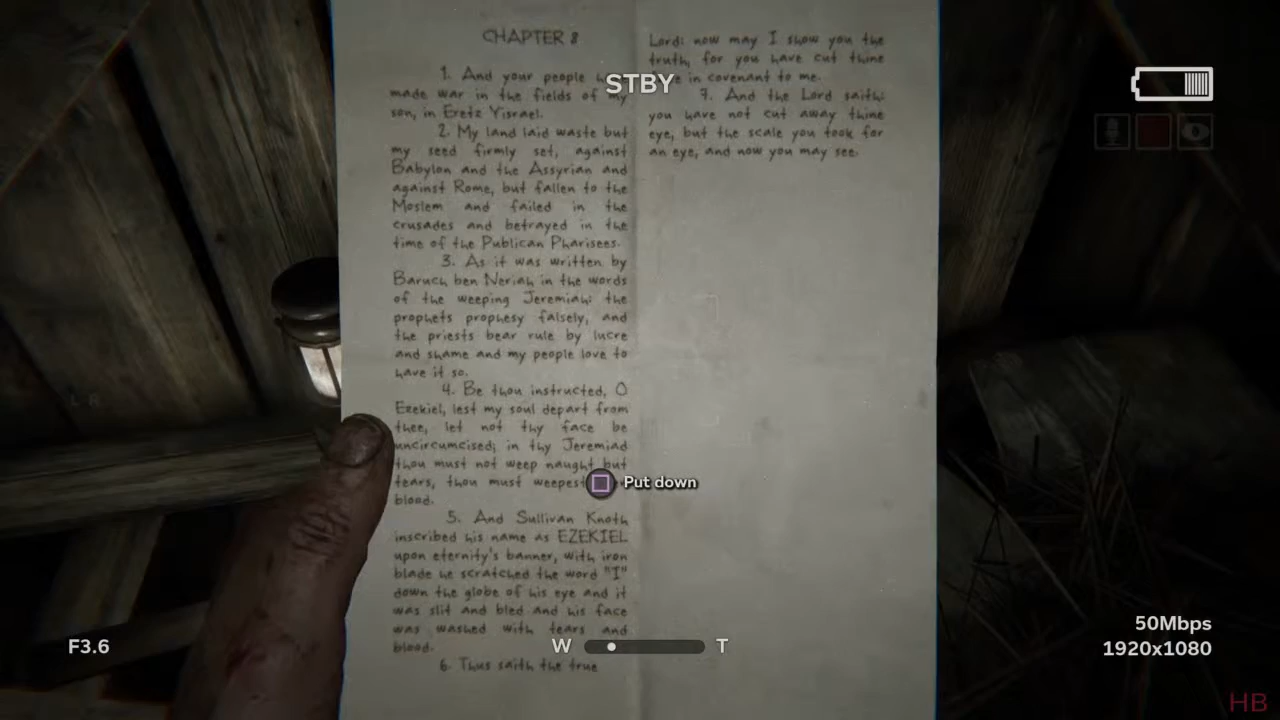 CHAPTER 8
1. And your people
made war in the fields of my
son, in Eretz Yisrael.
2. My land laid waste but
my seed firmly set, against
Babylon and the Assyrian and
against Rome, but fallen to the
Moslem and failed in the
crusades and betrayed in the
time of the Publican Pharisees.
3. As it was written by
Baruch ben Neriah in the words
of the weeping Jeremiah: the
prophets prophesy falsely, and
the priests bear rule by lucre
and shame and my people love to
have it so.
4. Be thou instructed, O
Ezekiel, lest my soul depart from
thee, let not thy face be
uncircumcised; in thy Jeremiad
thou must not weep naught but
tears, thou must weepest
blood.
5. And Sullivan Knoth
inscribed his name as EZEKIEL
upon eternity's banner, with iron
blade he scratched the word "I"
down the globe of his eye and it
was slit and bled and his face
was washed with tears and
blood.
6. Thus saith the true
Lord: now may I show you the
truth, for you have cut thine
in covenant to me.
7. And the Lord saith:
you have not cut away thine
eye, but the scale you took for
an eye, and now you may see.
STBY
Put down
F3.6
W T
50Mbps
1920x1080
HB